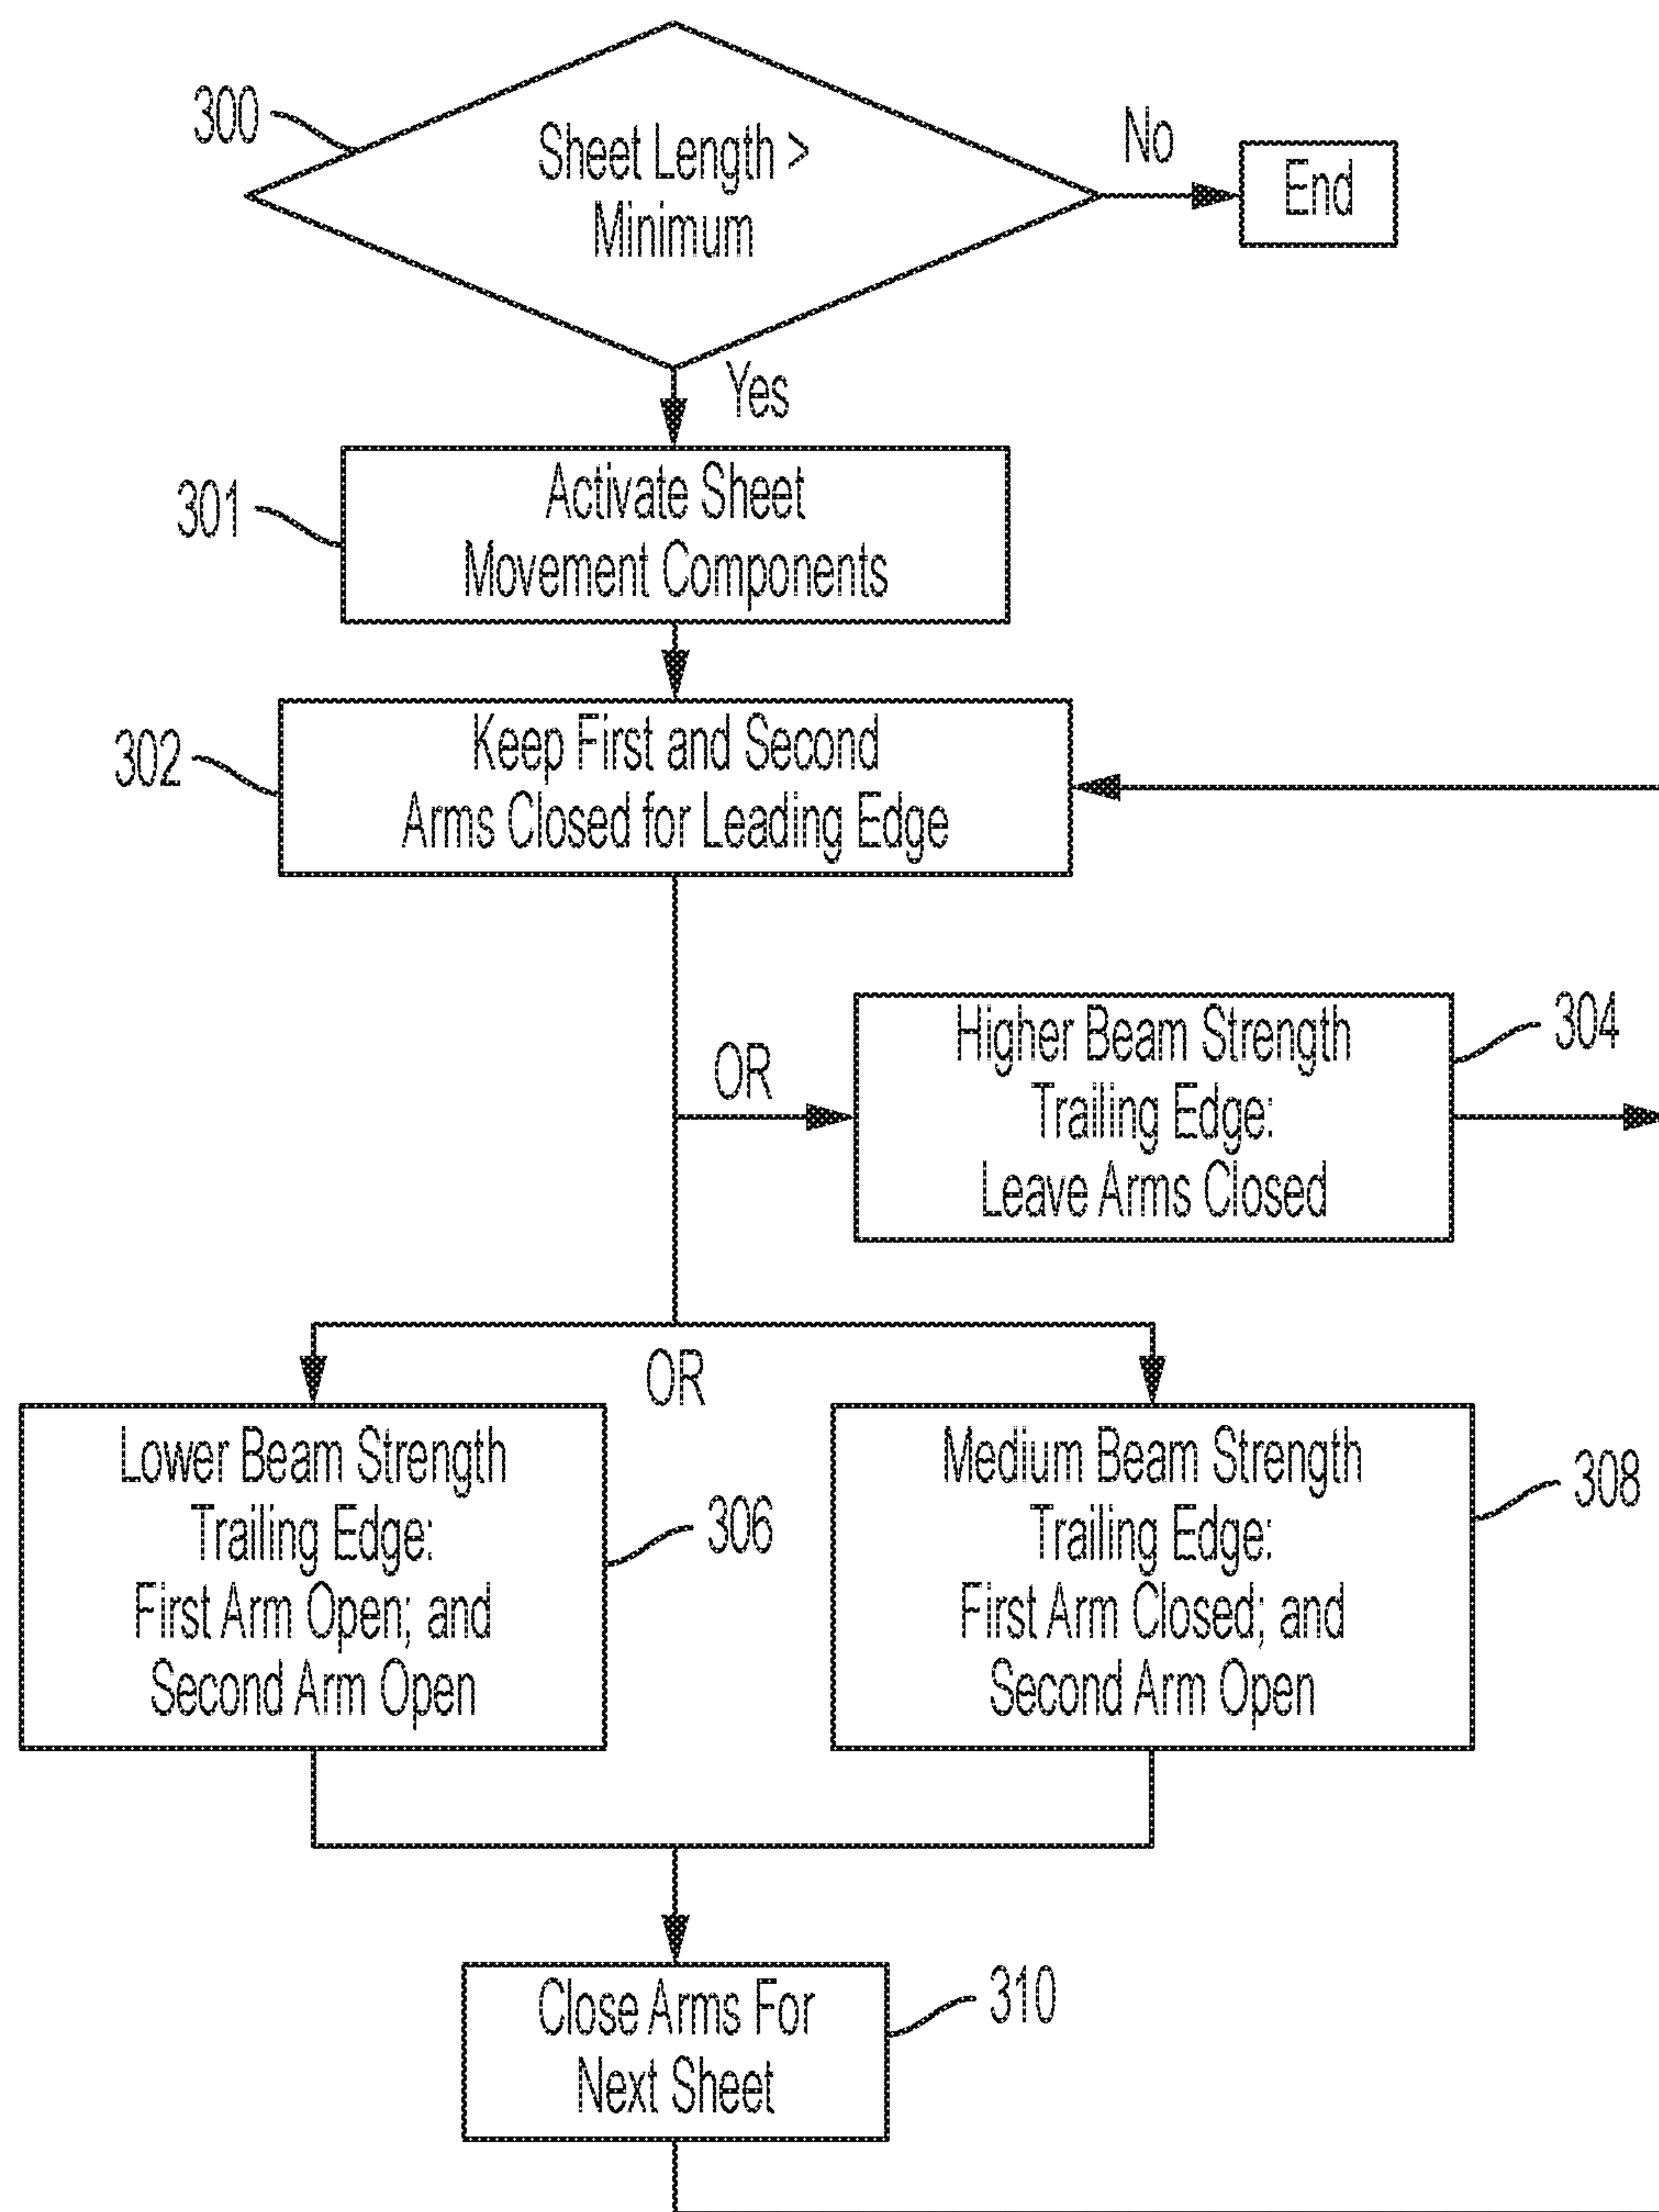 300
Sheet Length >
Minimum
No
End
Yes
301
Activate Sheet
Movement Components
302
Keep First and Second
Arms Closed for Leading Edge
OR
Higher Beam Strength
Trailing Edge:
Leave Arms Closed
304
OR
Lower Beam Strength
Trailing Edge:
First Arm Open; and
Second Arm Open
306
Medium Beam Strength
Trailing Edge:
First Arm Closed; and
Second Arm Open
308
Close Arms For
Next Sheet
310